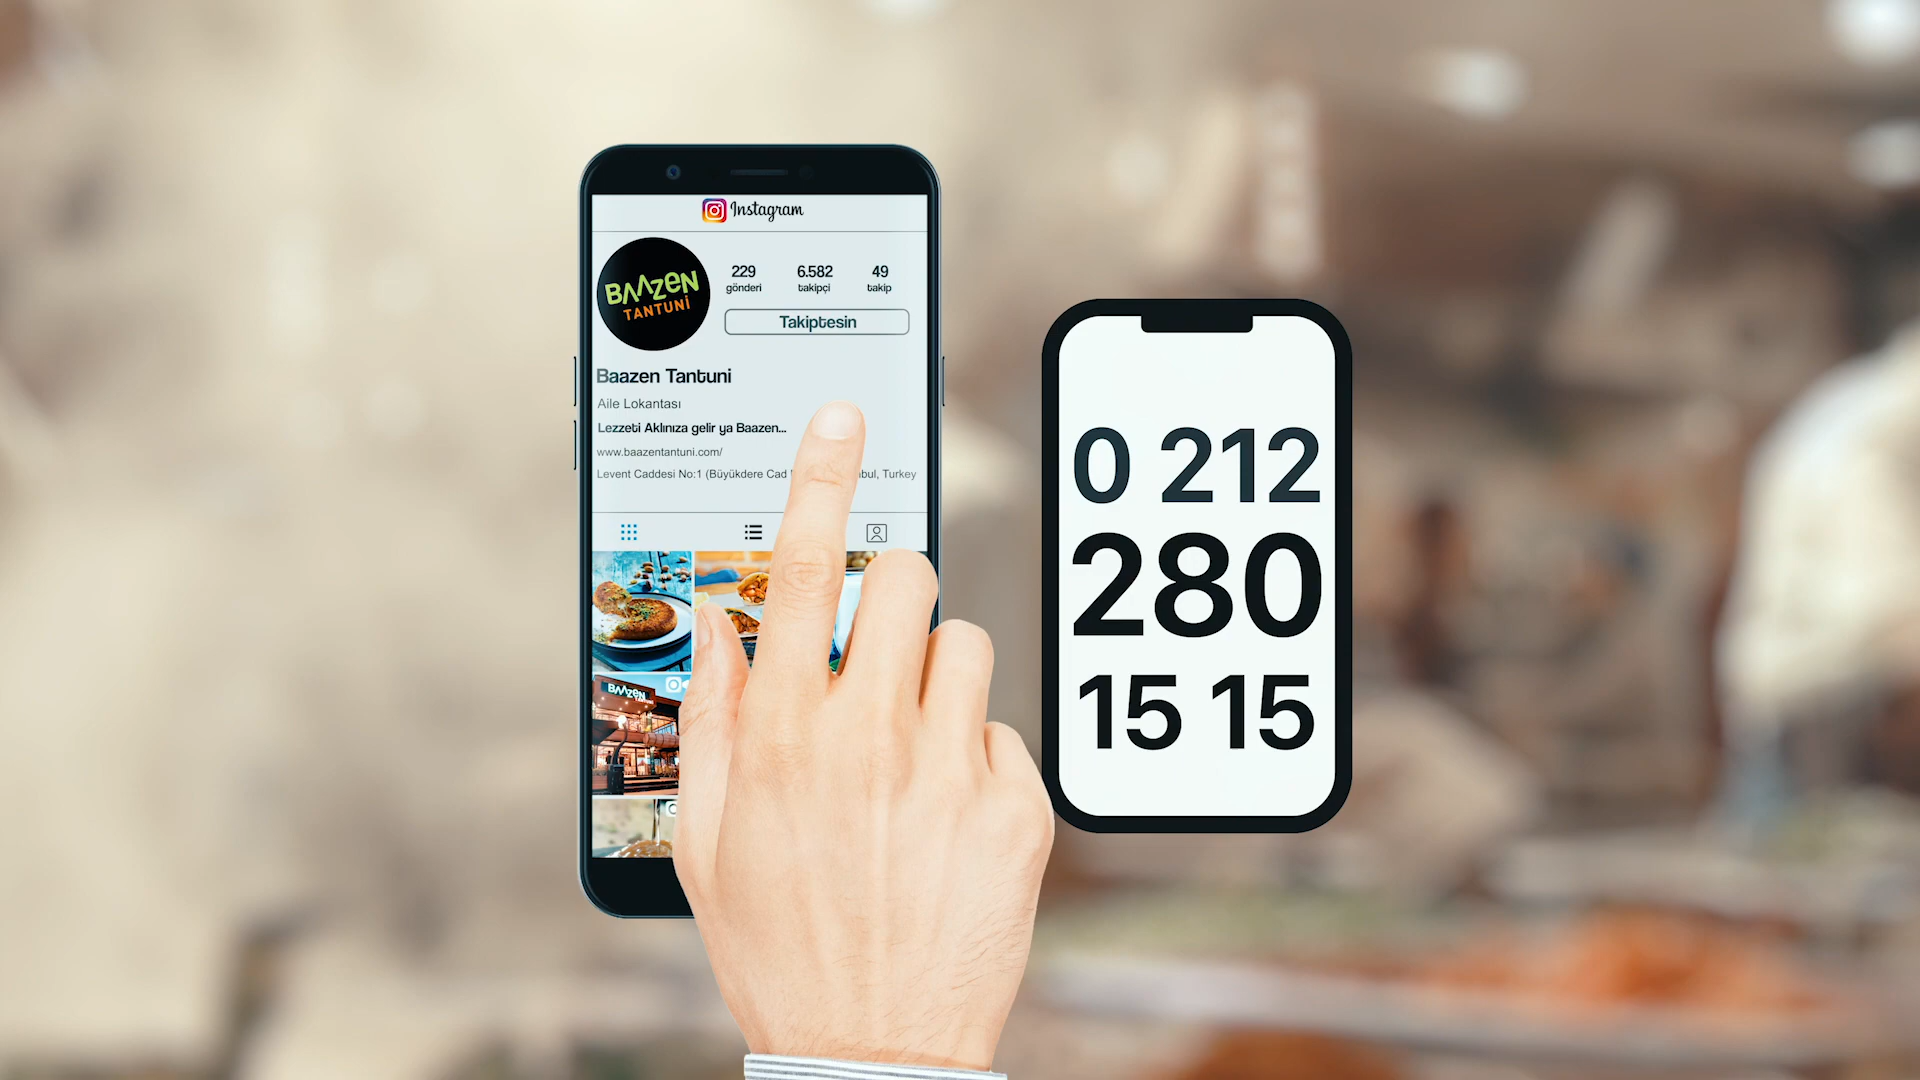 Instagram
BAAZEN
TANTUNİ
229 6.582 49
gönderi takipçi takip
Takiptesin
Baazen Tantuni
Aile Lokantası
Lezzeti Aklınıza gelir ya Baazen...
www.baazentantuni.com/
Levent Caddesi No:1 (Büyükdere Cad Turkey
BAAZEN
0 212
280
15 15